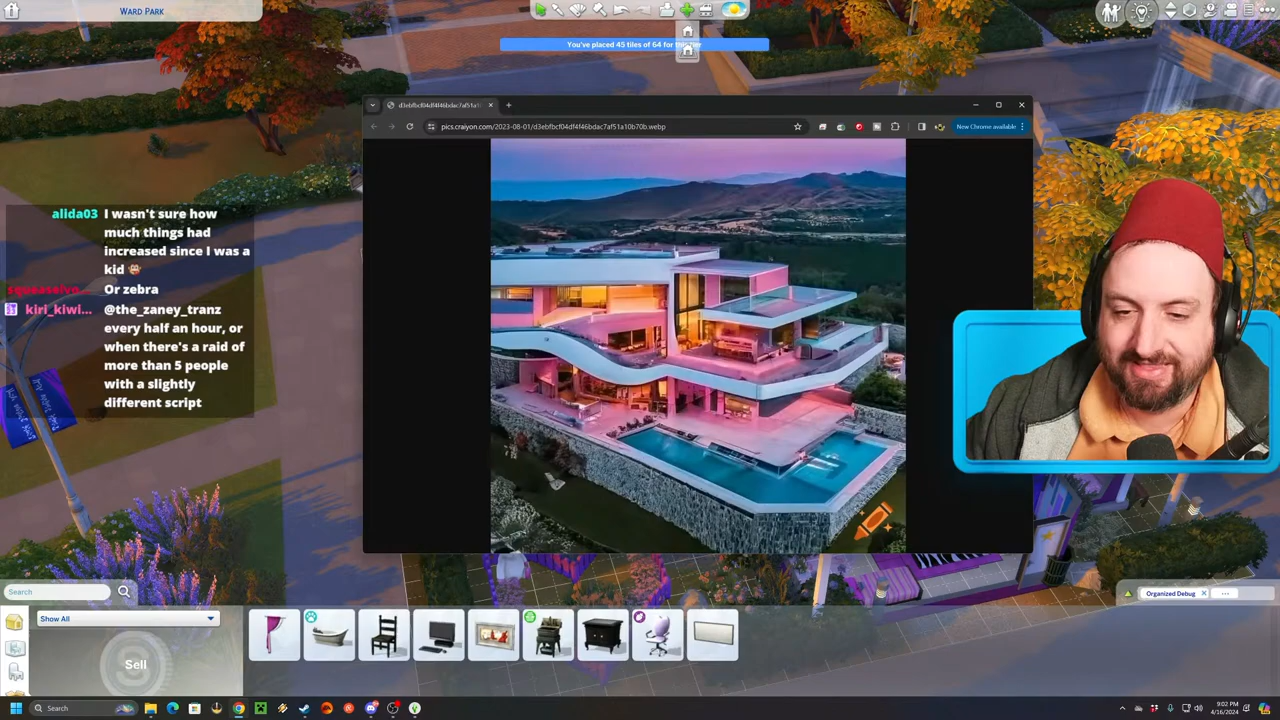 WARD PARK
You've placed 45 tiles of 64 for
pics.craiyon.com/2023-08-01/d3ebfbcf04df4f46bdac7af51a10b70b.webp
New Chrome available
alida03 I wasn't sure how
much things had
increased since I was a
kid
Or zebra
kiri_kiwi... @the_zaney_tranz
every half an hour, or
when there's a raid of
more than 5 people
with a slightly
different script
Search
Show All
Sell
Organized Debug
Search
9:02 PM
4/16/2024